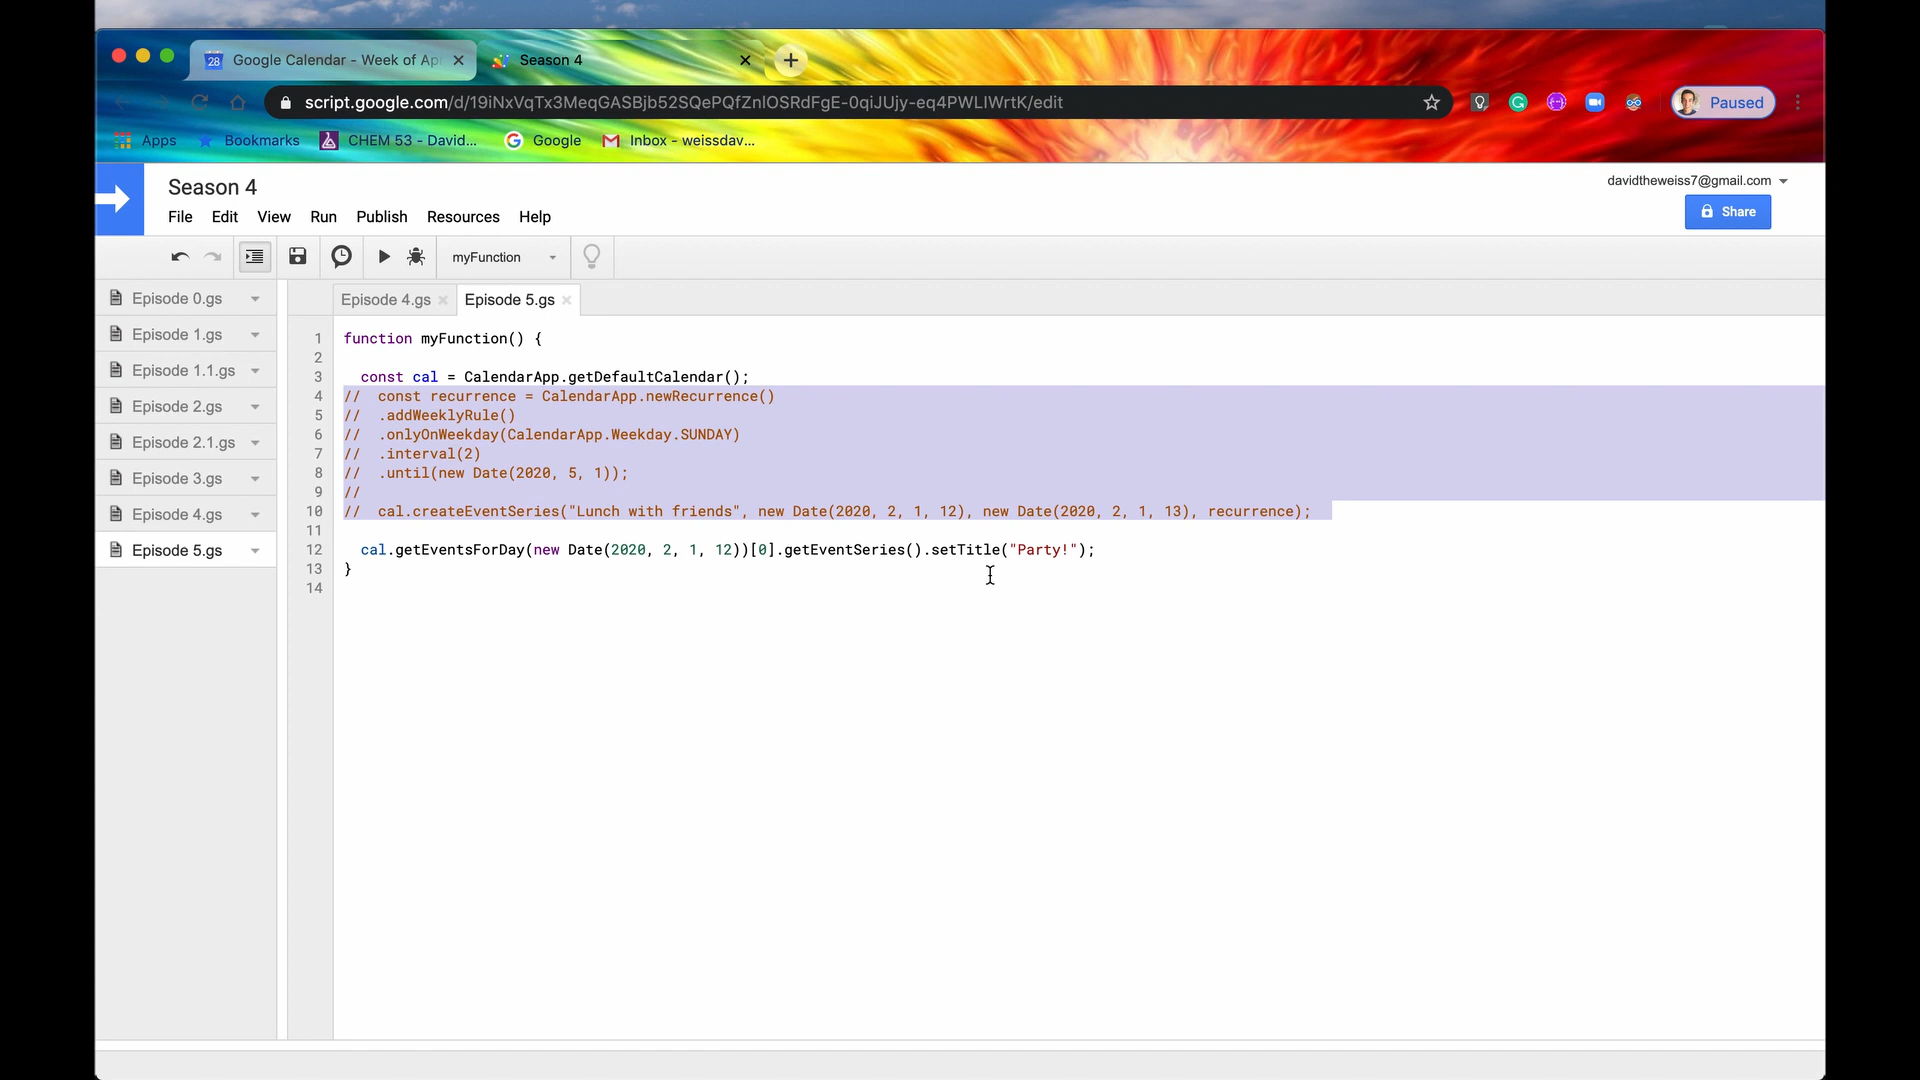 28 Google Calendar - Week of Ap
Season 4
script.google.com/d/19iNxVqTx3MeqGASBjb52SQePQfZnlOSRdFgE-0qiJUjy-eq4PWLIWrtK/edit
Paused
Apps
Bookmarks
CHEM 53 - David...
Google
Inbox - weissdav...
Season 4
davidtheweiss7@gmail.com
File Edit View Run Publish Resources Help
Share
myFunction
Episode 0.gs
Episode 1.gs
Episode 1.1.gs
Episode 2.gs
Episode 2.1.gs
Episode 3.gs
Episode 4.gs
Episode 5.gs
Episode 4.gs
Episode 5.gs
1 function myFunction() {
2
3 const cal = CalendarApp.getDefaultCalendar();
4 // const recurrence = CalendarApp.newRecurrence()
5 // .addWeeklyRule()
6 // .onlyOnWeekday(CalendarApp.Weekday.SUNDAY)
7 // .interval(2)
8 // .until(new Date(2020, 5, 1));
9 //
10 // cal.createEventSeries("Lunch with friends", new Date(2020, 2, 1, 12), new Date(2020, 2, 1, 13), recurrence);
11
12 cal.getEventsForDay(new Date(2020, 2, 1, 12))[0].getEventSeries().setTitle("Party!");
13 }
14